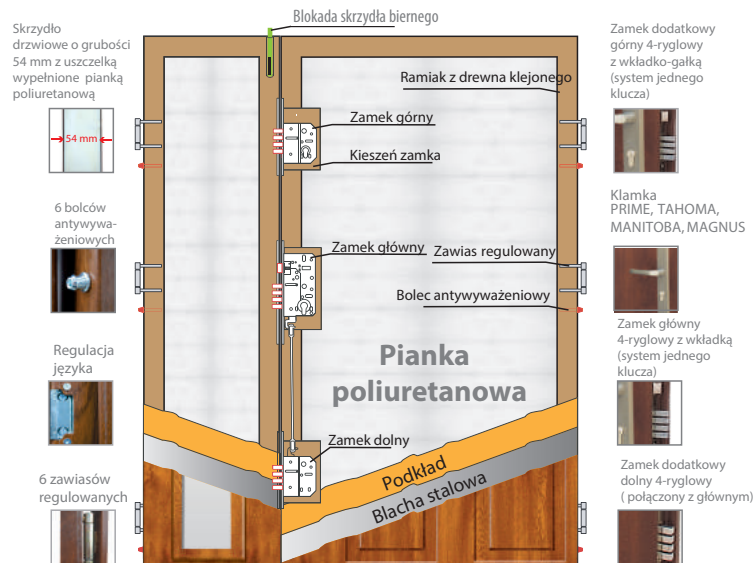 Blokada skrzydła biernego
Skrzydło
drzwiowe o grubości
54 mm z uszczelką
wypełnione pianką
poliuretanową
54 mm
6 bolców
antywywa-
żeniowych
Regulacja
języka
6 zawiasów
regulowanych
Ramiak z drewna klejonego
Zamek górny
Kieszeń zamka
Zamek główny
Zawias regulowany
Bolec antywyważeniowy
Pianka
poliuretanowa
Zamek dolny
Podkład
Blacha stalowa
Zamek dodatkowy
górny 4-ryglowy
z wkładko-gałką
(system jednego
klucza)
Klamka
PRIME, TAHOMA,
MANITOBA, MAGNUS
Zamek główny
4-ryglowy z wkładką
(system jednego
klucza)
Zamek dodatkowy
dolny 4-ryglowy
( połączony z głównym)